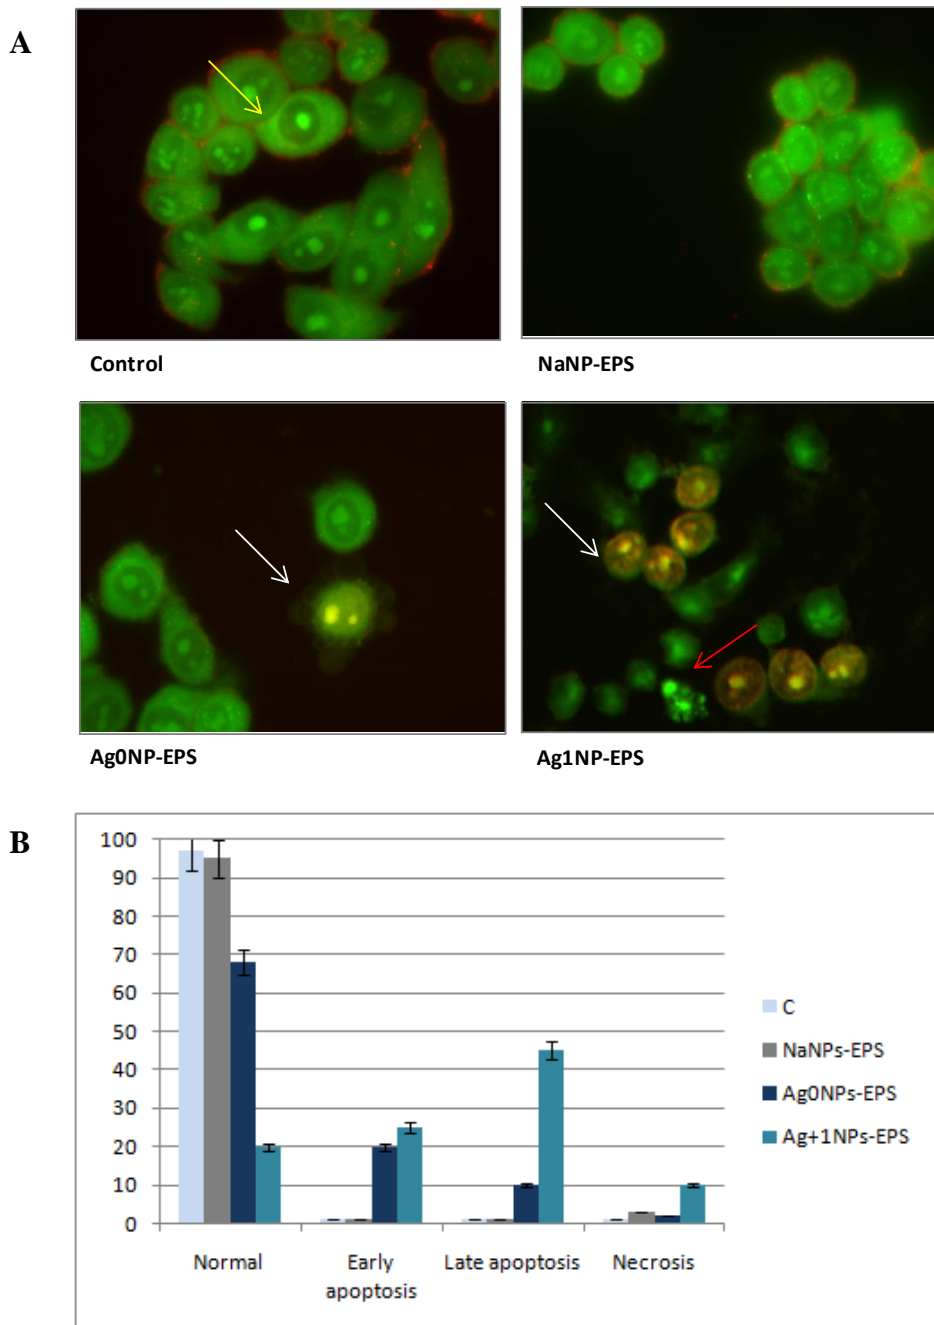 A
Control
NaNP-EPS
Ag0NP-EPS
Ag1NP-EPS
B
100
90
80
70
60
50
40
30
20
10
0
Normal
Early
apoptosis
Late apoptosis
Necrosis
C
NaNPs-EPS
Ag0NPs-EPS
Ag+1NPs-EPS